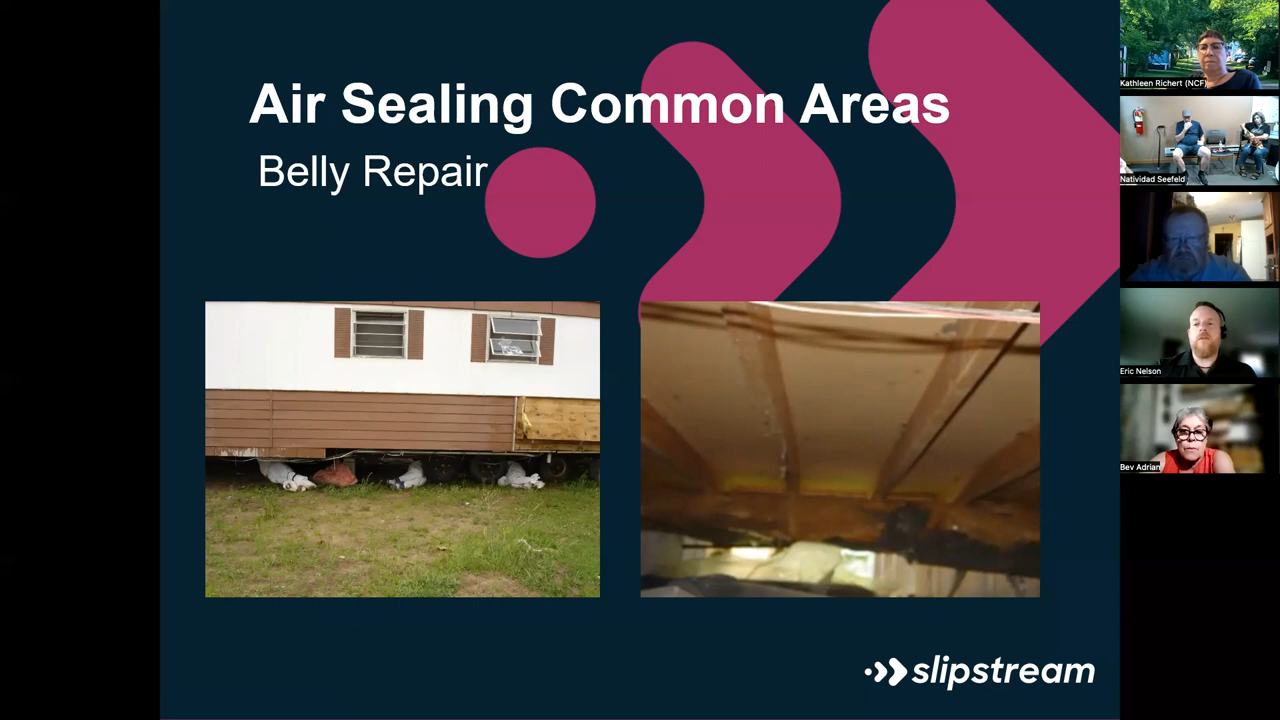 Air Sealing Common Areas
Belly Repair
slipstream
Kathleen Richert (NCF)
Natividad Seefeld
Eric Nelson
Bev Adrian